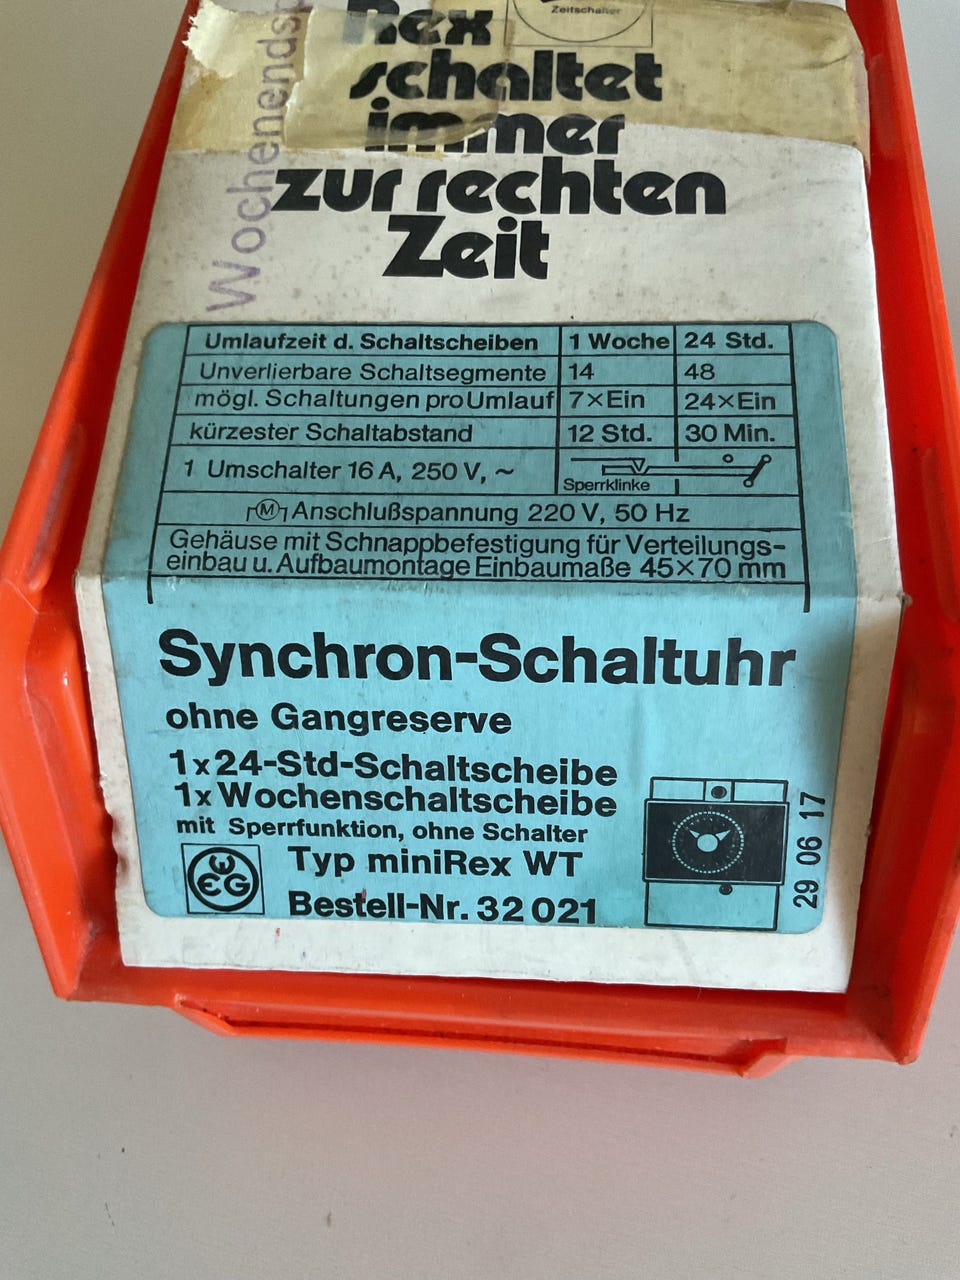 Rex
Zeitschalter
schaltet
immer
zur rechten
Zeit
Wochenendsp
Umlaufzeit d. Schaltscheiben 1 Woche 24 Std.
Unverlierbare Schaltsegmente 14 48
mögl. Schaltungen pro Umlauf 7×Ein 24×Ein
kürzester Schaltabstand 12 Std. 30 Min.
1 Umschalter 16 A, 250 V, ~
Sperrklinke
M Anschlußspannung 220 V, 50 Hz
Gehäuse mit Schnappbefestigung für Verteilungs-
einbau u. Aufbaumontage Einbaumaße 45×70 mm
Synchron-Schaltuhr
ohne Gangreserve
1x24-Std-Schaltscheibe
1x Wochenschaltscheibe
mit Sperrfunktion, ohne Schalter
Typ miniRex WT
WEG
Bestell-Nr. 32 021
29 06 17